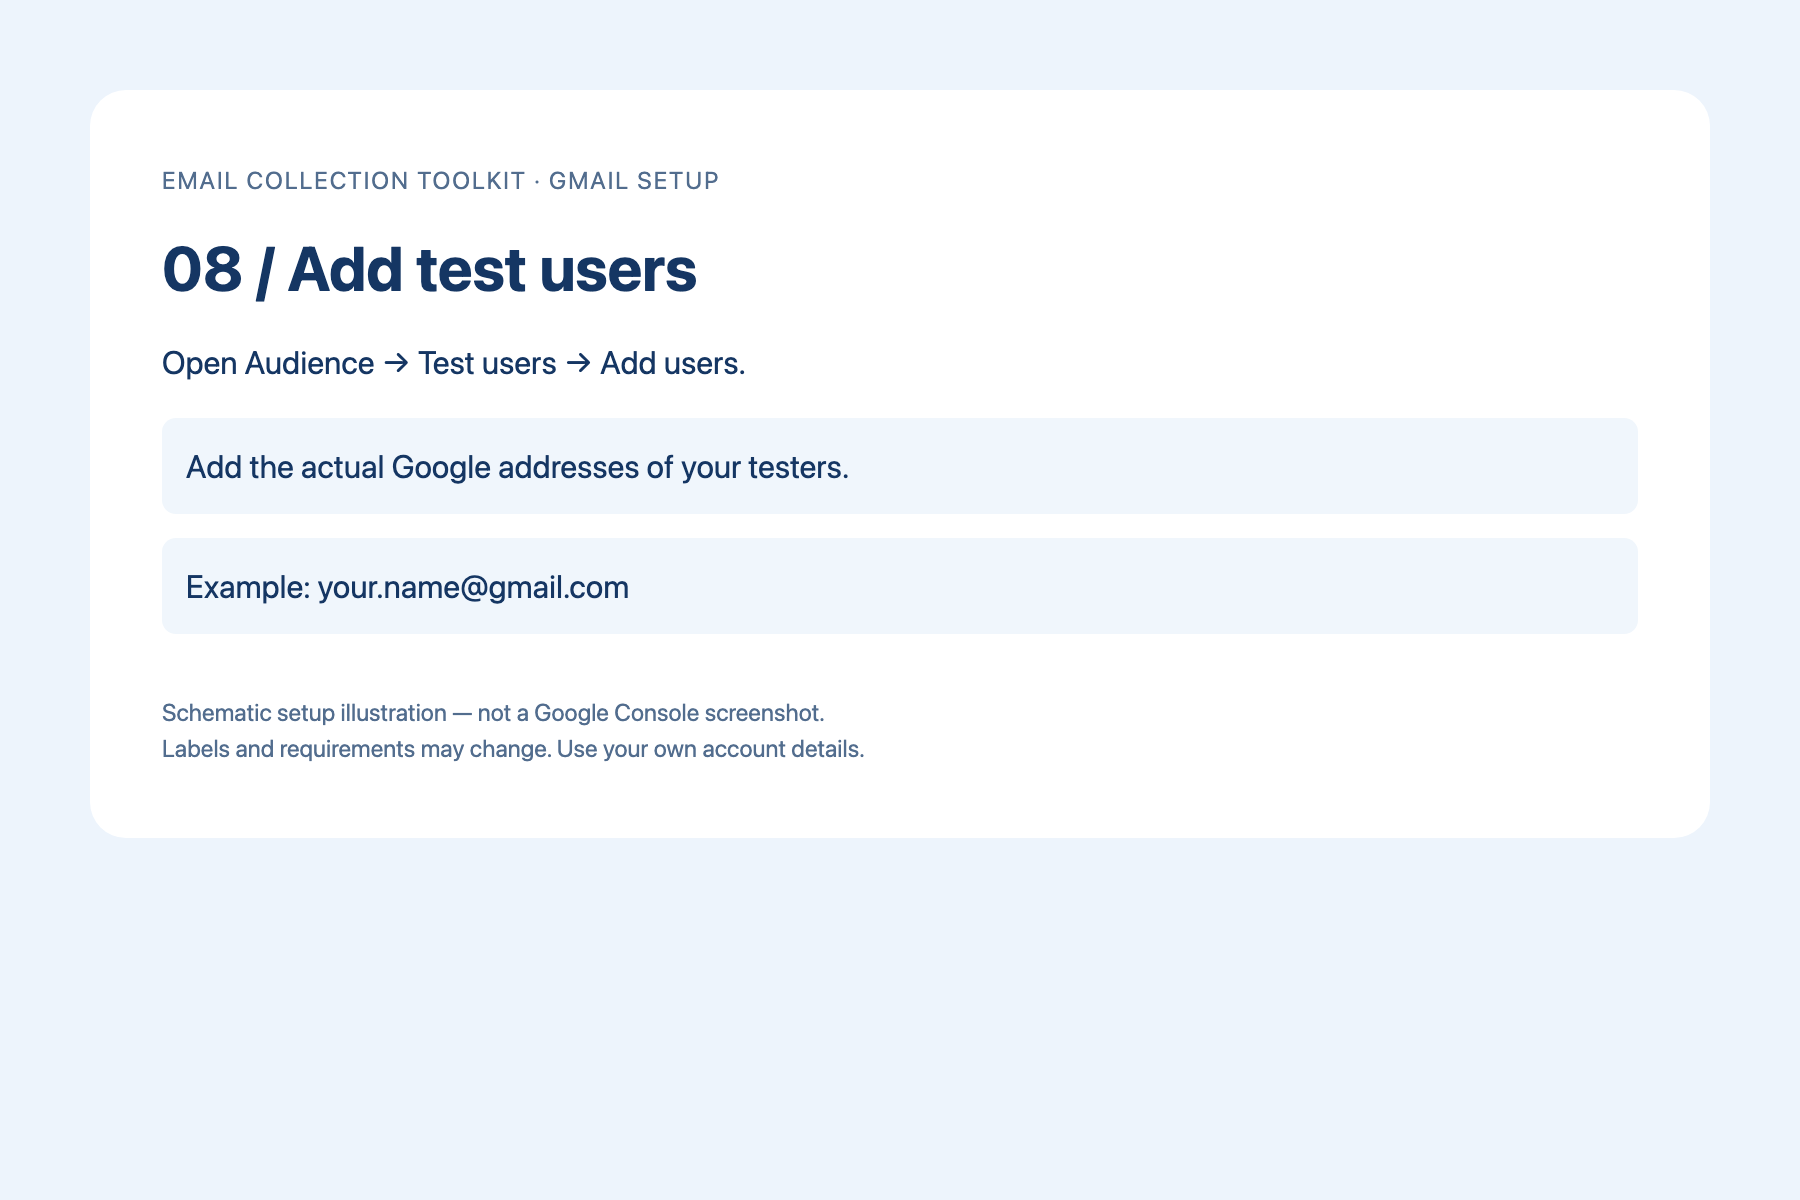 EMAIL COLLECTION TOOLKIT · GMAIL SETUP
08 / Add test users
Open Audience → Test users → Add users.
Add the actual Google addresses of your testers.
Example: your.name@gmail.com
Schematic setup illustration — not a Google Console screenshot.
Labels and requirements may change. Use your own account details.